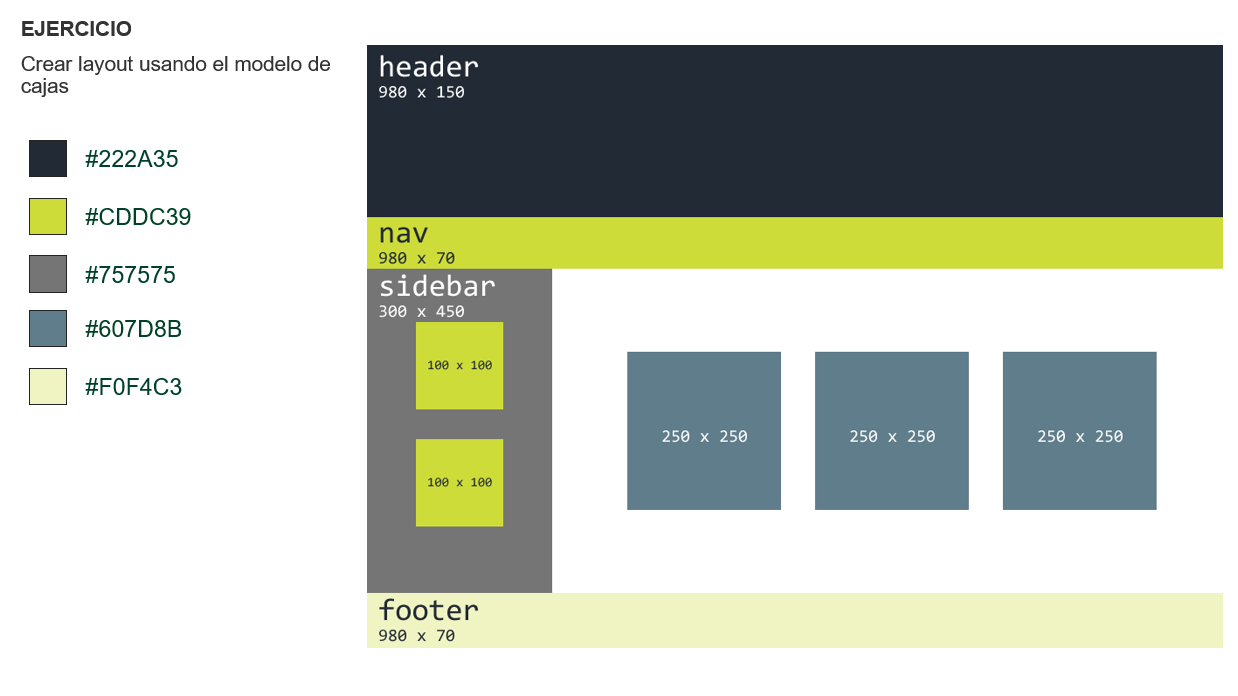 EJERCICIO
Crear layout usando el modelo de
cajas
#222A35
#CDDC39
#757575
#607D8B
#F0F4C3
header
980 x 150
nav
980 x 70
sidebar
300 x 450
100 x 100
100 x 100
250 x 250
250 x 250
250 x 250
footer
980 x 70